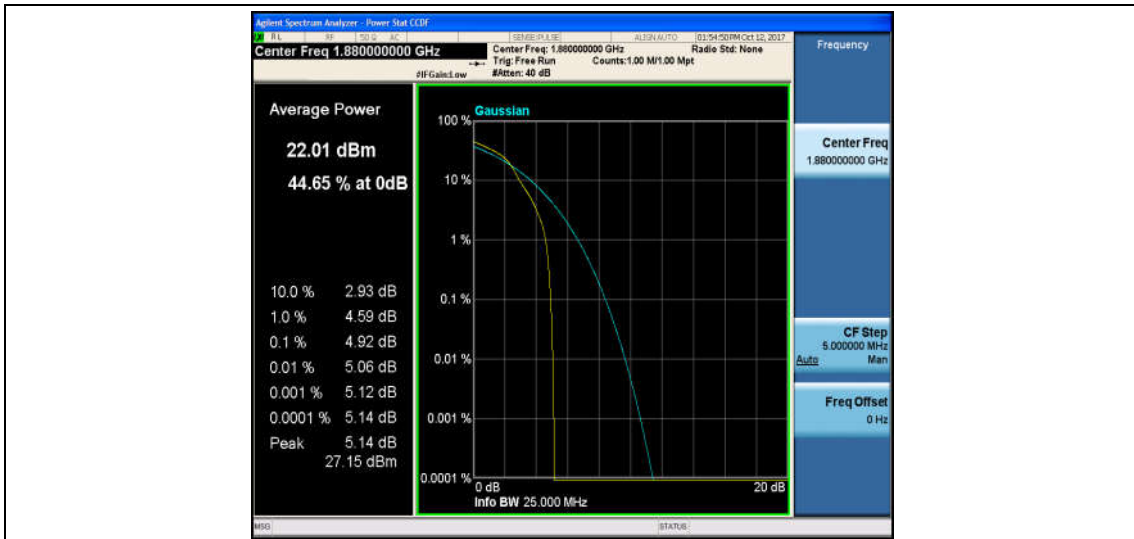 Agilent Spectrum Analyzer - Power Stat CCDF
RL RF 50 Ω AC SENSE:PULSE ALIGN AUTO 01:54:50 PM Oct 12, 2017
Center Freq 1.880000000 GHz
Center Freq: 1.880000000 GHz Radio Std: None
Trig: Free Run Counts:1.00 M/1.00 Mpt
#IFGain:Low #Atten: 40 dB
Frequency
Average Power
22.01 dBm
44.65 % at 0dB
10.0 % 2.93 dB
1.0 % 4.59 dB
0.1 % 4.92 dB
0.01 % 5.06 dB
0.001 % 5.12 dB
0.0001 % 5.14 dB
Peak 5.14 dB
27.15 dBm
Gaussian
100 %
10 %
1 %
0.1 %
0.01 %
0.001 %
0.0001 %
0 dB 20 dB
Info BW 25.000 MHz
Center Freq
1.880000000 GHz
CF Step
5.000000 MHz
Auto Man
Freq Offset
0 Hz
MSG STATUS